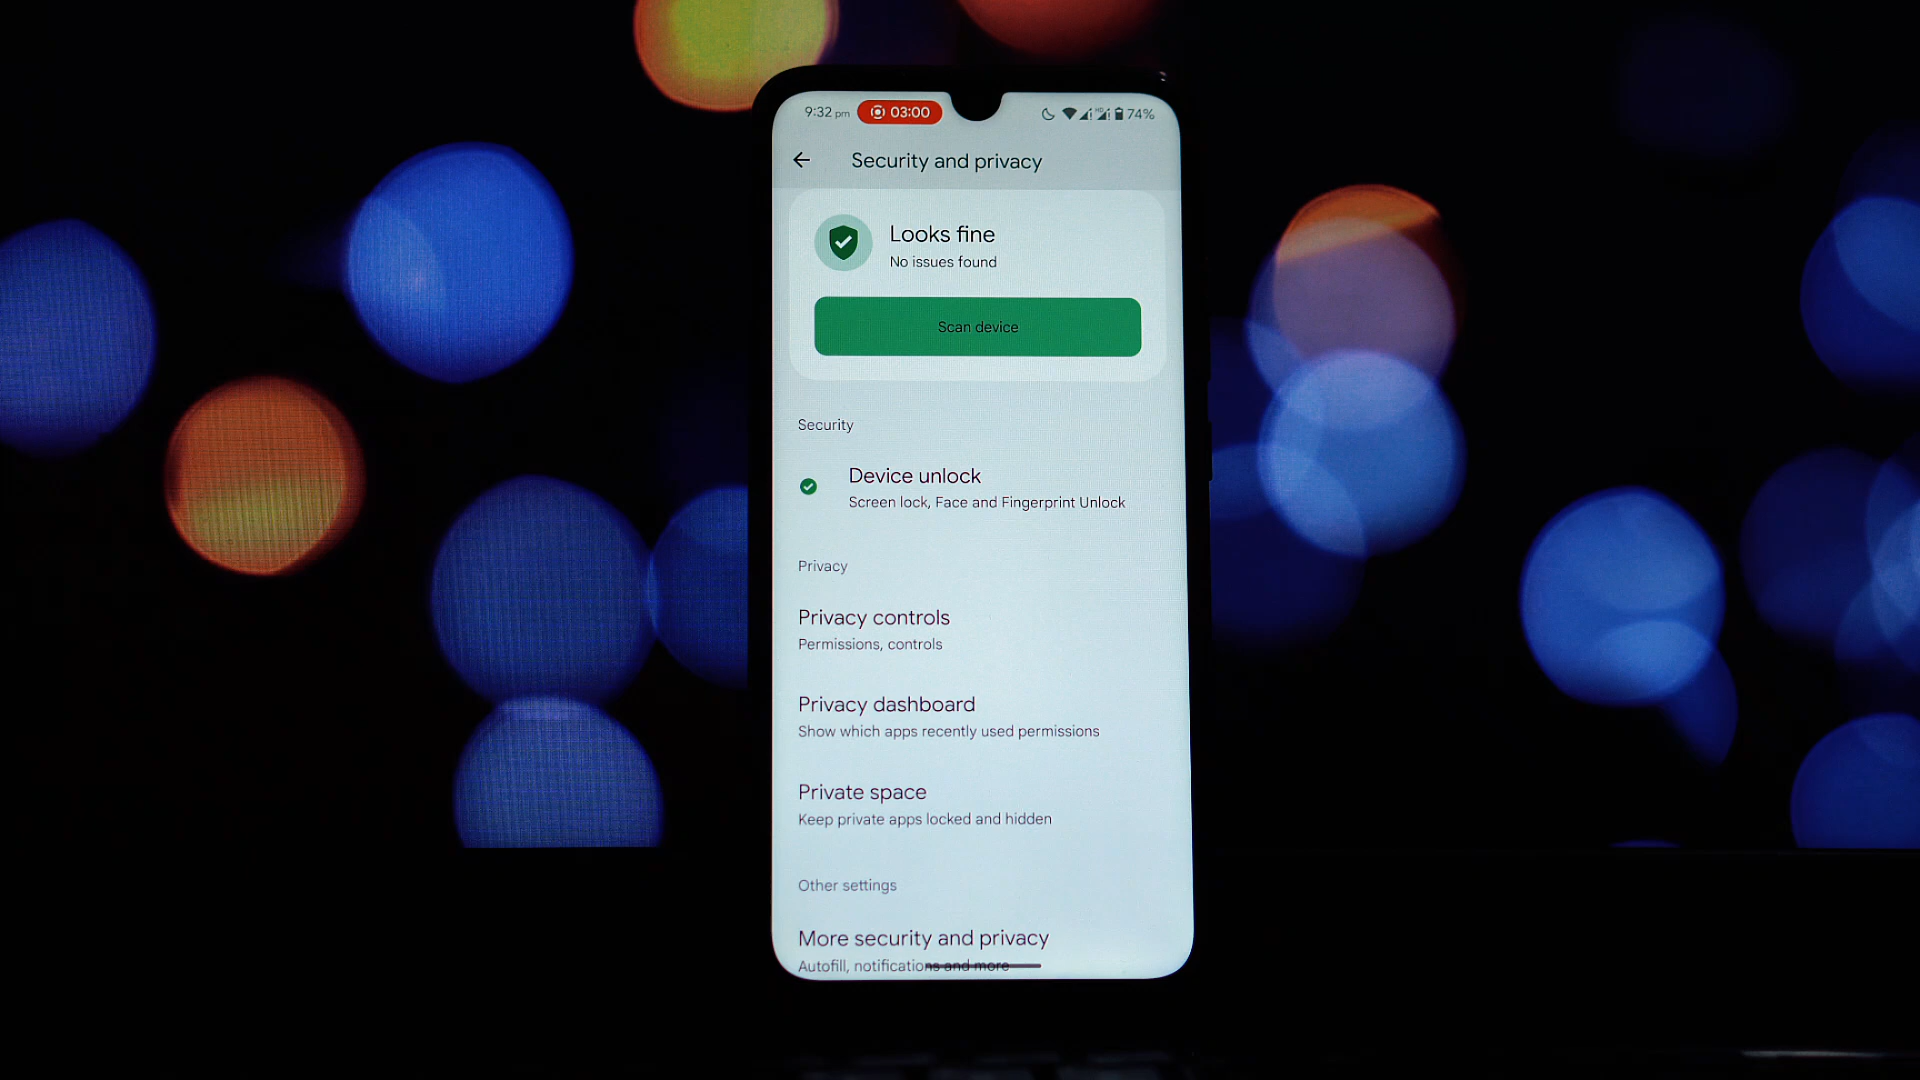 9:32 pm 03:00 HD 74%
Security and privacy
Looks fine
No issues found
Scan device
Security
Device unlock
Screen lock, Face and Fingerprint Unlock
Privacy
Privacy controls
Permissions, controls
Privacy dashboard
Show which apps recently used permissions
Private space
Keep private apps locked and hidden
Other settings
More security and privacy
Autofill, notifications and more